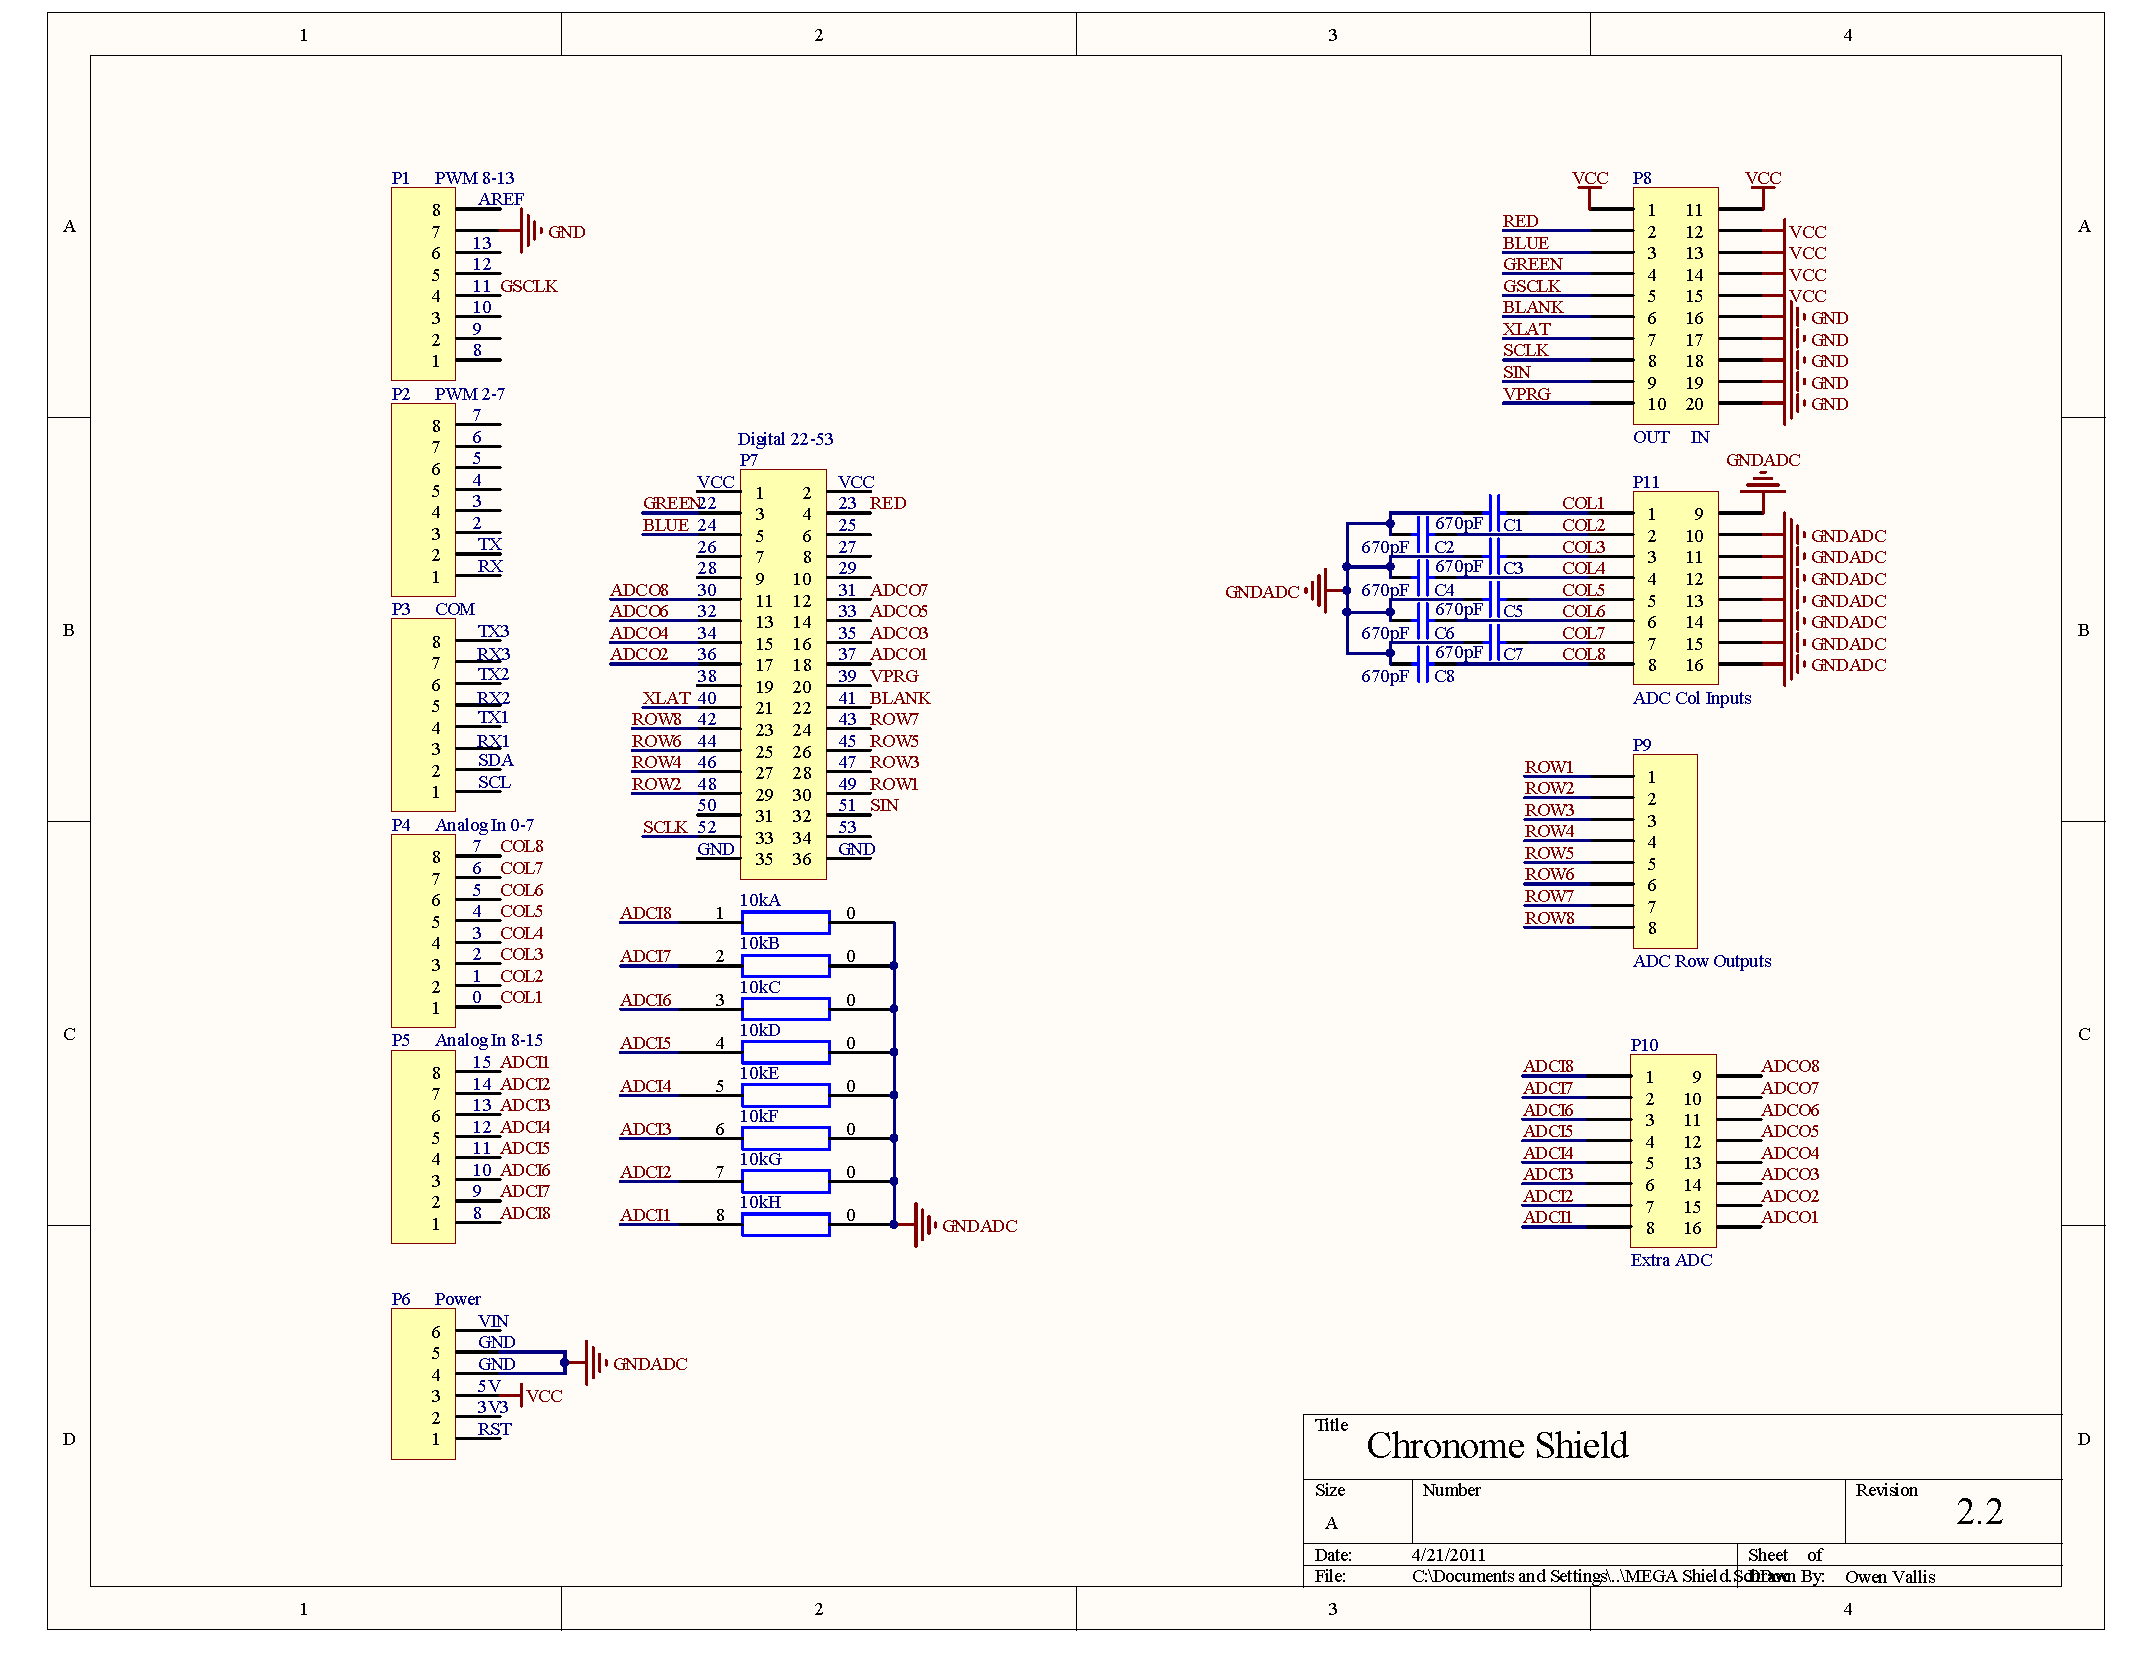 1 2 3 4
A A
B B
C C
D D
P1 PWM 8-13
8 AREF
7 GND
6 13
5 12
4 11 GSCLK
3 10
2 9
1 8
P2 PWM 2-7
8 7
7 6
6 5
5 4
4 3
3 2
2 TX
1 RX
P3 COM
8 TX3
7 RX3
6 TX2
5 RX2
4 TX1
3 RX1
2 SDA
1 SCL
P4 Analog In 0-7
8 7 COL8
7 6 COL7
6 5 COL6
5 4 COL5
4 3 COL4
3 2 COL3
2 1 COL2
1 0 COL1
P5 Analog In 8-15
8 15 ADCI1
7 14 ADCI2
6 13 ADCI3
5 12 ADCI4
4 11 ADCI5
3 10 ADCI6
2 9 ADCI7
1 8 ADCI8
P6 Power
6 VIN
5 GND
4 GND GNDADC
3 5V VCC
2 3V3
1 RST
Digital 22-53
P7
VCC 1 2 VCC
GREEN 22 3 4 23 RED
BLUE 24 5 6 25
26 7 8 27
28 9 10 29
ADCO8 30 11 12 31 ADCO7
ADCO6 32 13 14 33 ADCO5
ADCO4 34 15 16 35 ADCO3
ADCO2 36 17 18 37 ADCO1
38 19 20 39 VPRG
XLAT 40 21 22 41 BLANK
ROW8 42 23 24 43 ROW7
ROW6 44 25 26 45 ROW5
ROW4 46 27 28 47 ROW3
ROW2 48 29 30 49 ROW1
50 31 32 51 SIN
SCLK 52 33 34 53
GND 35 36 GND
10kA
ADCI8 1 0
10kB
ADCI7 2 0
10kC
ADCI6 3 0
10kD
ADCI5 4 0
10kE
ADCI4 5 0
10kF
ADCI3 6 0
10kG
ADCI2 7 0
10kH
ADCI1 8 0 GNDADC
VCC P8 VCC
1 11
RED 2 12 VCC
BLUE 3 13 VCC
GREEN 4 14 VCC
GSCLK 5 15 VCC
BLANK 6 16 GND
XLAT 7 17 GND
SCLK 8 18 GND
SIN 9 19 GND
VPRG 10 20 GND
OUT IN
GNDADC
P11
COL1 1 9
670pF C1 COL2 2 10 GNDADC
670pF C2 COL3 3 11 GNDADC
670pF C3 COL4 4 12 GNDADC
GNDADC 670pF C4 COL5 5 13 GNDADC
670pF C5 COL6 6 14 GNDADC
670pF C6 COL7 7 15 GNDADC
670pF C7 COL8 8 16 GNDADC
670pF C8
ADC Col Inputs
P9
ROW1 1
ROW2 2
ROW3 3
ROW4 4
ROW5 5
ROW6 6
ROW7 7
ROW8 8
ADC Row Outputs
P10
ADCI8 1 9 ADCO8
ADCI7 2 10 ADCO7
ADCI6 3 11 ADCO6
ADCI5 4 12 ADCO5
ADCI4 5 13 ADCO4
ADCI3 6 14 ADCO3
ADCI2 7 15 ADCO2
ADCI1 8 16 ADCO1
Extra ADC
Title
Chronome Shield
Size Number Revision
A 2.2
Date: 4/21/2011 Sheet of
File: C:\Documents and Settings\..\MEGA Shield.SchDoc Drawn By: Owen Vallis
1 2 3 4